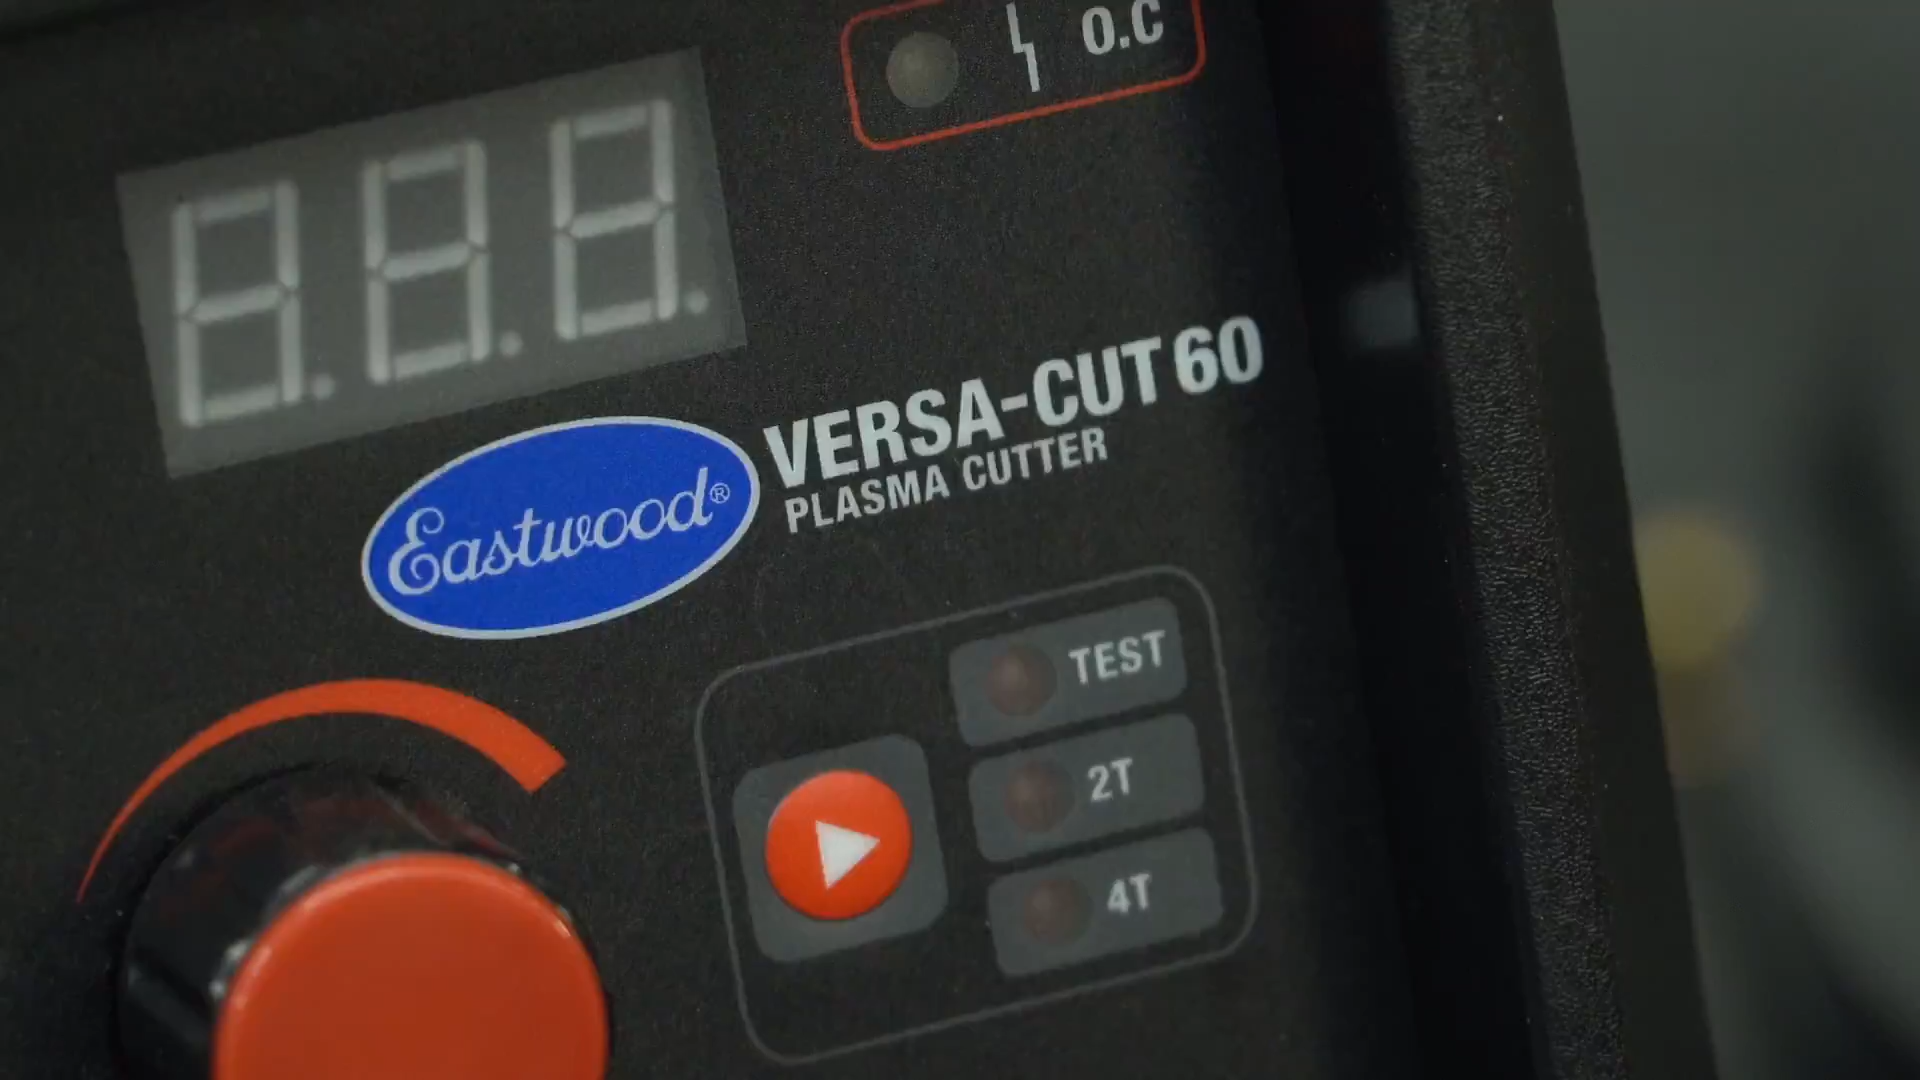 O.C
VERSA-CUT 60
PLASMA CUTTER
Eastwood®
TEST
2T
4T